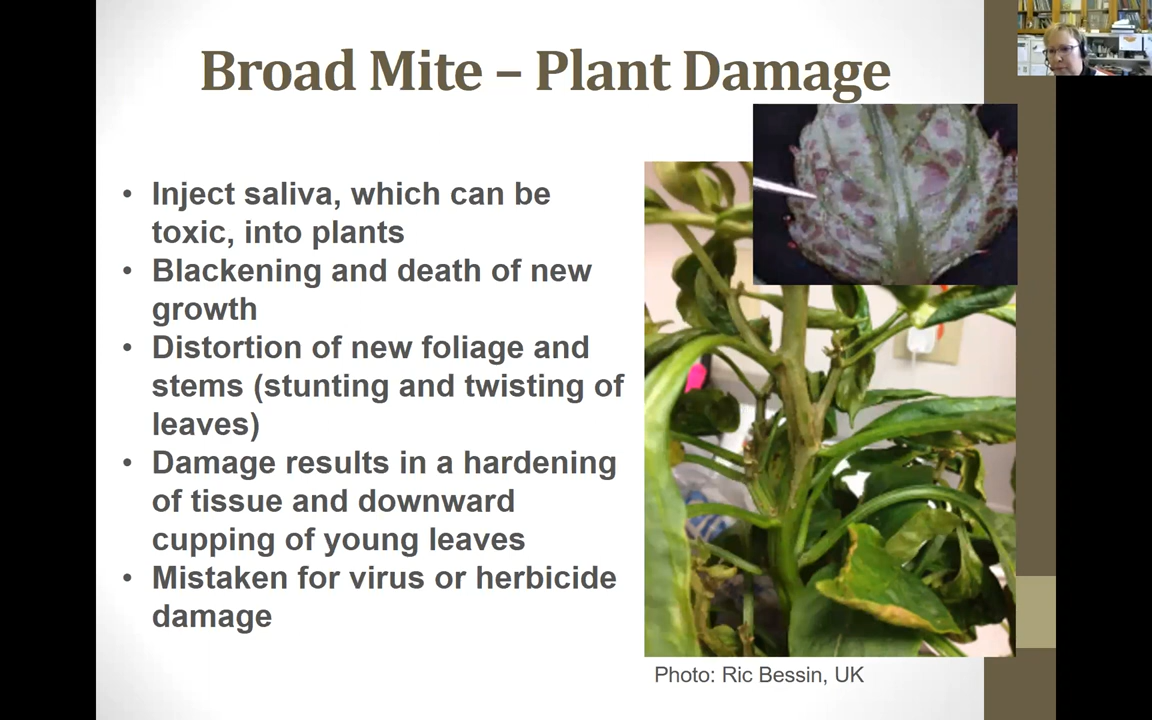 Broad Mite – Plant Damage
• Inject saliva, which can be
toxic, into plants
• Blackening and death of new
growth
• Distortion of new foliage and
stems (stunting and twisting of
leaves)
• Damage results in a hardening
of tissue and downward
cupping of young leaves
• Mistaken for virus or herbicide
damage
Photo: Ric Bessin, UK